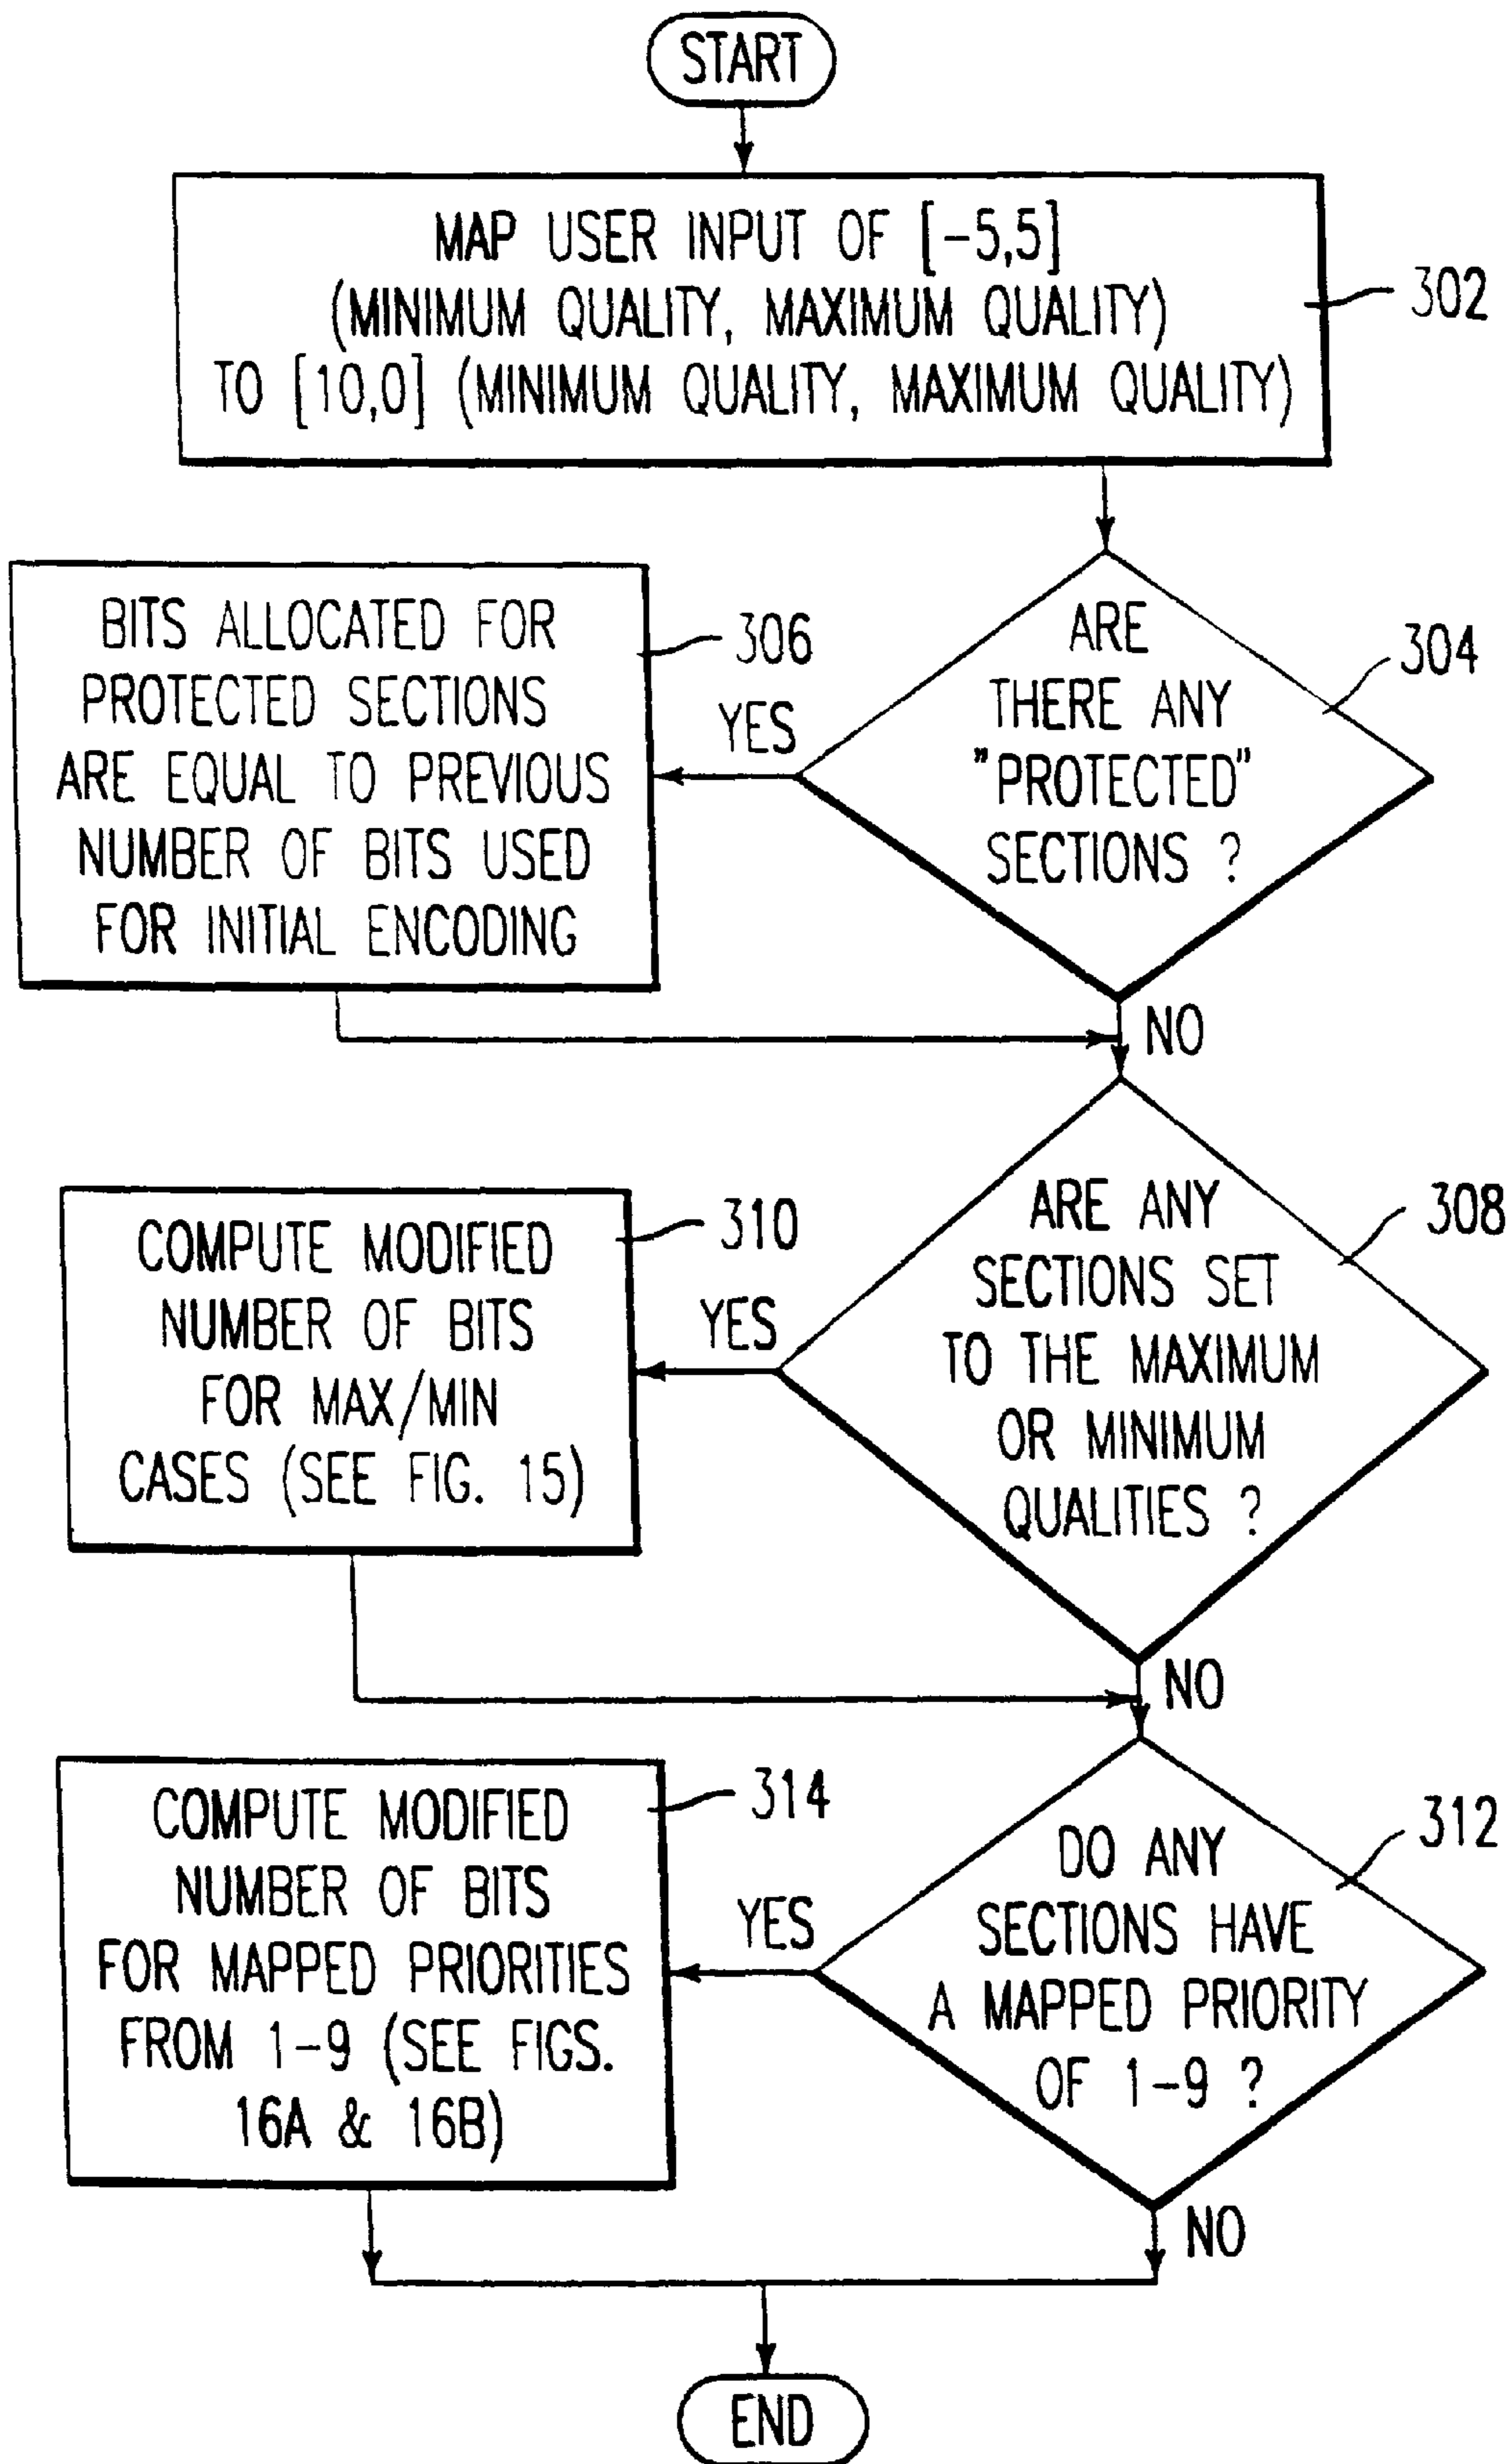 START
MAP USER INPUT OF [-5,5]
(MINIMUM QUALITY, MAXIMUM QUALITY)
TO [10,0] (MINIMUM QUALITY, MAXIMUM QUALITY)
302
ARE
THERE ANY
"PROTECTED"
SECTIONS ?
304
YES
BITS ALLOCATED FOR
PROTECTED SECTIONS
ARE EQUAL TO PREVIOUS
NUMBER OF BITS USED
FOR INITIAL ENCODING
306
NO
ARE ANY
SECTIONS SET
TO THE MAXIMUM
OR MINIMUM
QUALITIES ?
308
YES
COMPUTE MODIFIED
NUMBER OF BITS
FOR MAX/MIN
CASES (SEE FIG. 15)
310
NO
DO ANY
SECTIONS HAVE
A MAPPED PRIORITY
OF 1-9 ?
312
YES
COMPUTE MODIFIED
NUMBER OF BITS
FOR MAPPED PRIORITIES
FROM 1-9 (SEE FIGS.
16A & 16B)
314
NO
END